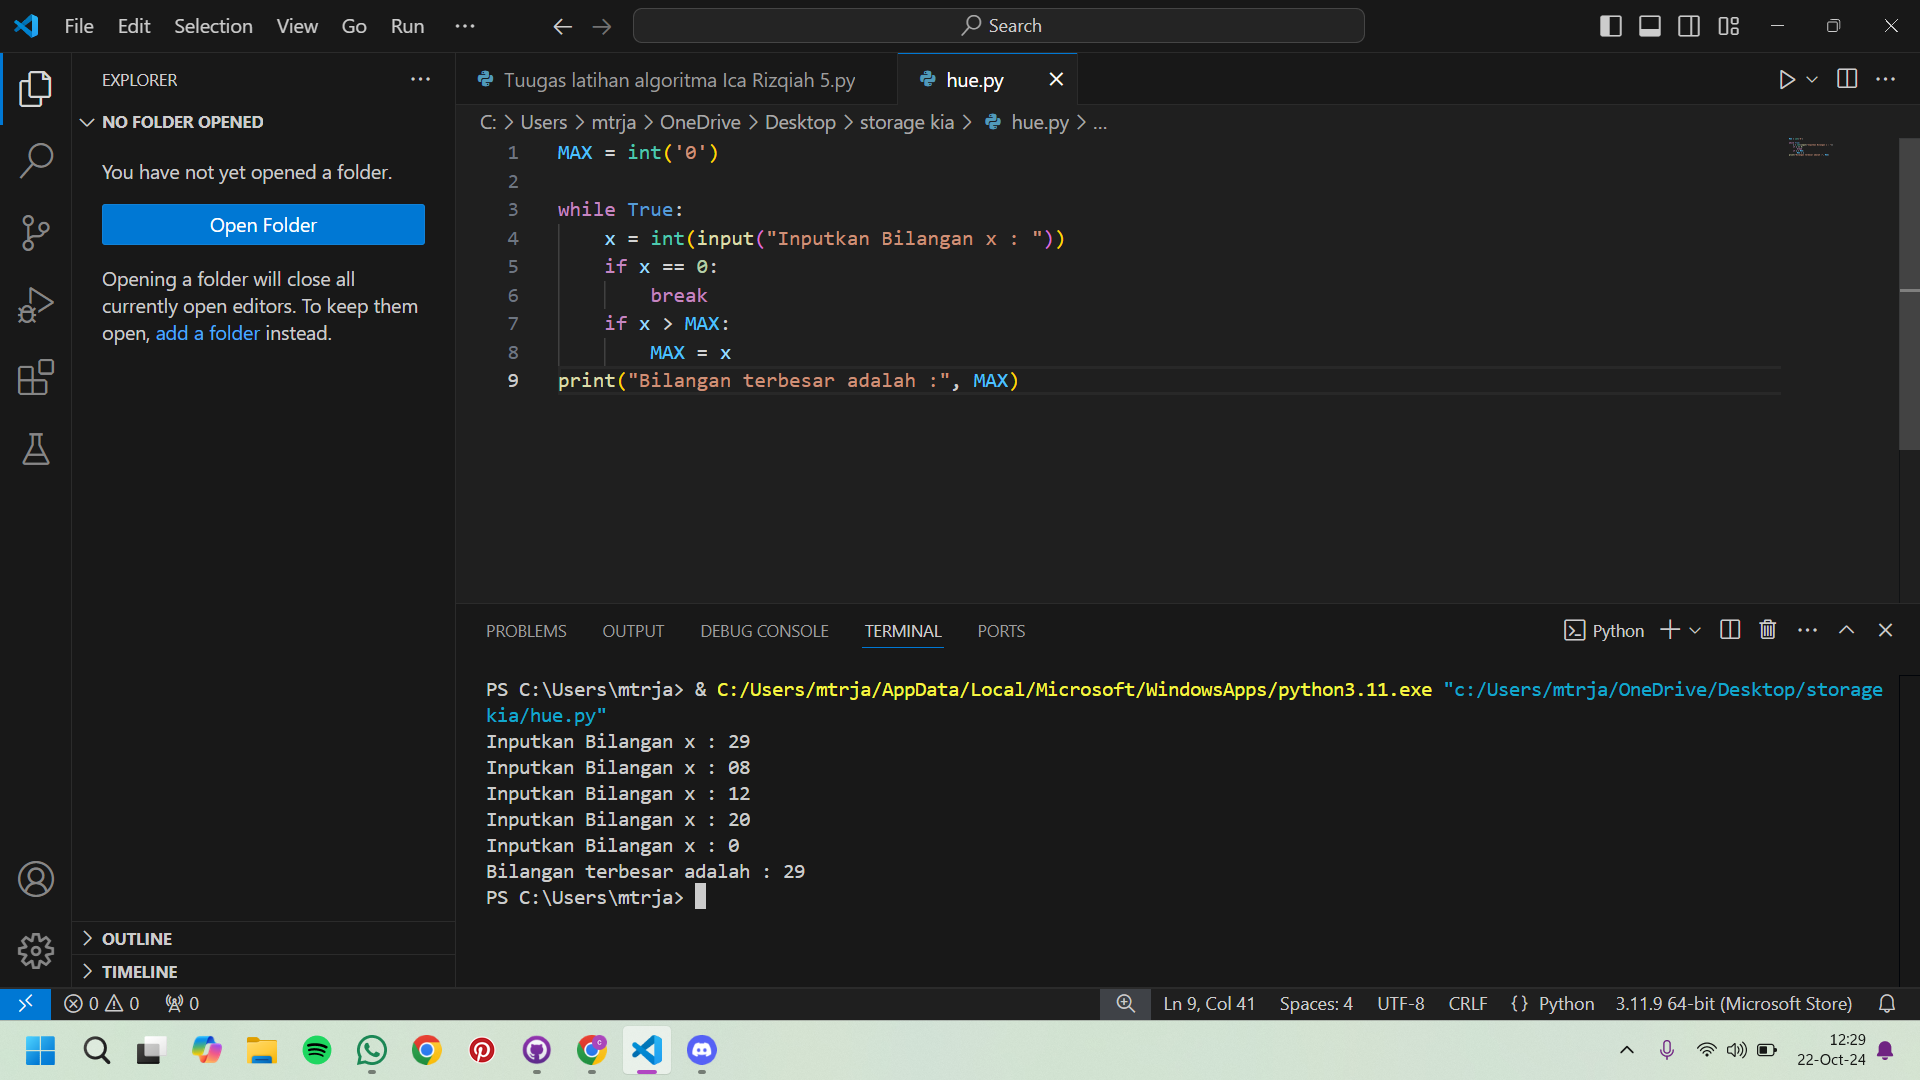 File Edit Selection View Go Run ...
Search
EXPLORER
NO FOLDER OPENED
You have not yet opened a folder.
Open Folder
Opening a folder will close all
currently open editors. To keep them
open, add a folder instead.
OUTLINE
TIMELINE
Tuugas latihan algoritma Ica Rizqiah 5.py
hue.py
C: > Users > mtrja > OneDrive > Desktop > storage kia > hue.py > ...
1 MAX = int('0')
2
3 while True:
4     x = int(input("Inputkan Bilangan x : "))
5     if x == 0:
6         break
7     if x > MAX:
8         MAX = x
9 print("Bilangan terbesar adalah :", MAX)
PROBLEMS OUTPUT DEBUG CONSOLE TERMINAL PORTS
Python
PS C:\Users\mtrja> & C:/Users/mtrja/AppData/Local/Microsoft/WindowsApps/python3.11.exe "c:/Users/mtrja/OneDrive/Desktop/storage
kia/hue.py"
Inputkan Bilangan x : 29
Inputkan Bilangan x : 08
Inputkan Bilangan x : 12
Inputkan Bilangan x : 20
Inputkan Bilangan x : 0
Bilangan terbesar adalah : 29
PS C:\Users\mtrja>
0 0 0
Ln 9, Col 41 Spaces: 4 UTF-8 CRLF {} Python 3.11.9 64-bit (Microsoft Store)
12:29
22-Oct-24